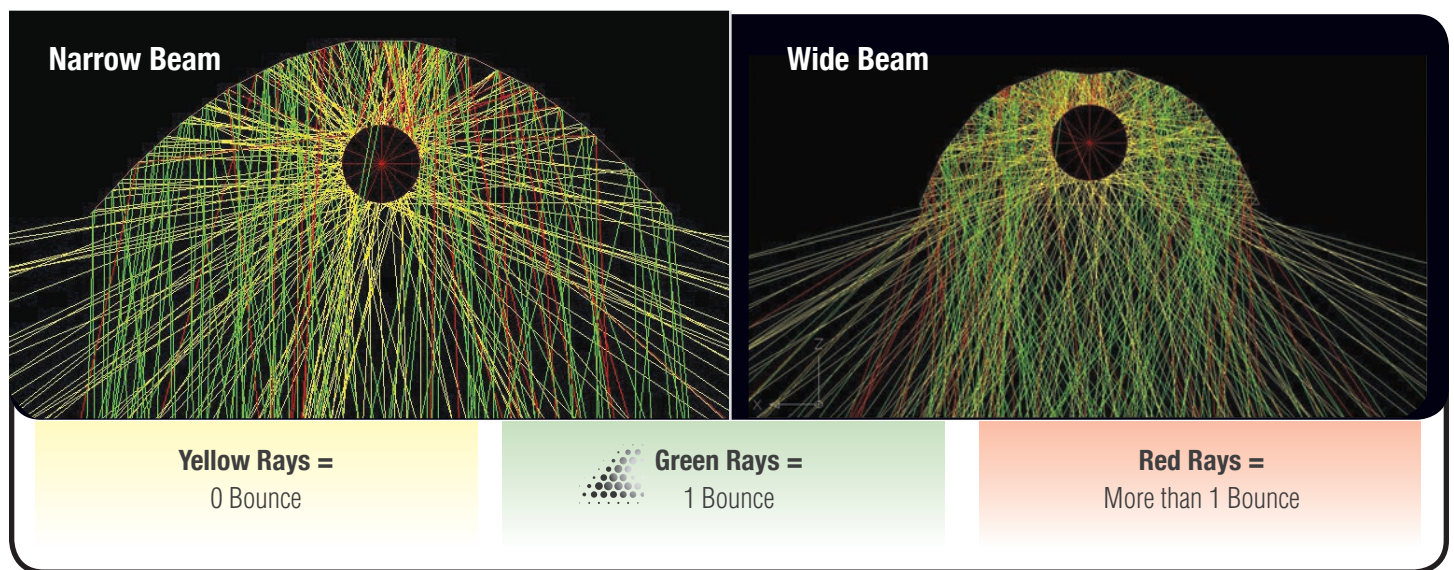 Narrow Beam
Wide Beam
Z
X
Yellow Rays =
0 Bounce
Green Rays =
1 Bounce
Red Rays =
More than 1 Bounce